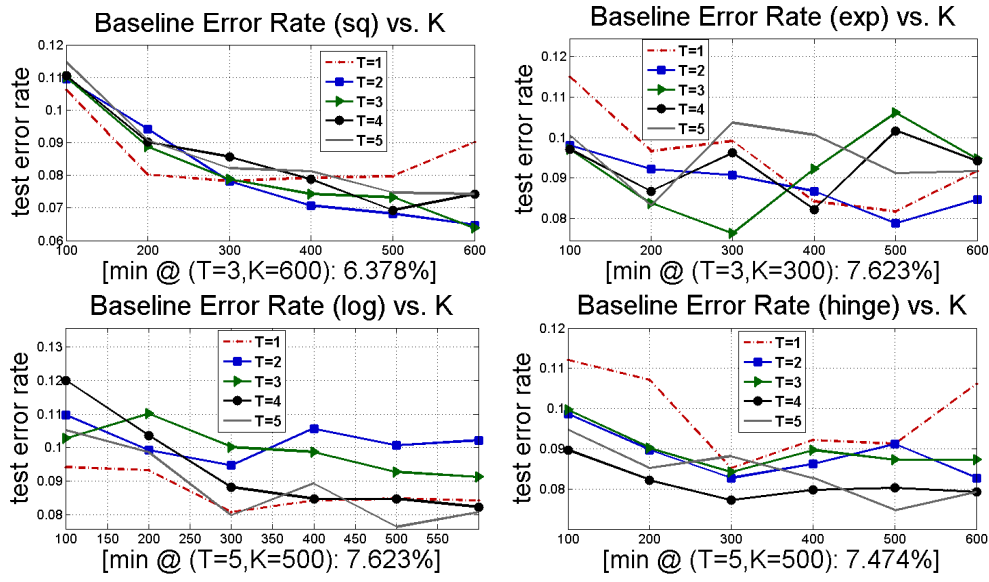 Baseline Error Rate (sq) vs. K
test error rate
0.12
0.11
0.1
0.09
0.08
0.07
0.06
T=1
T=2
T=3
T=4
T=5
100 200 300 400 500 600
[min @ (T=3,K=600): 6.378%]
Baseline Error Rate (exp) vs. K
test error rate
0.12
0.11
0.1
0.09
0.08
T=1
T=2
T=3
T=4
T=5
100 200 300 400 500 600
[min @ (T=3,K=300): 7.623%]
Baseline Error Rate (log) vs. K
test error rate
0.13
0.12
0.11
0.1
0.09
0.08
T=1
T=2
T=3
T=4
T=5
100 150 200 250 300 350 400 450 500 550
[min @ (T=5,K=500): 7.623%]
Baseline Error Rate (hinge) vs. K
test error rate
0.12
0.11
0.1
0.09
0.08
T=1
T=2
T=3
T=4
T=5
100 200 300 400 500 600
[min @ (T=5,K=500): 7.474%]